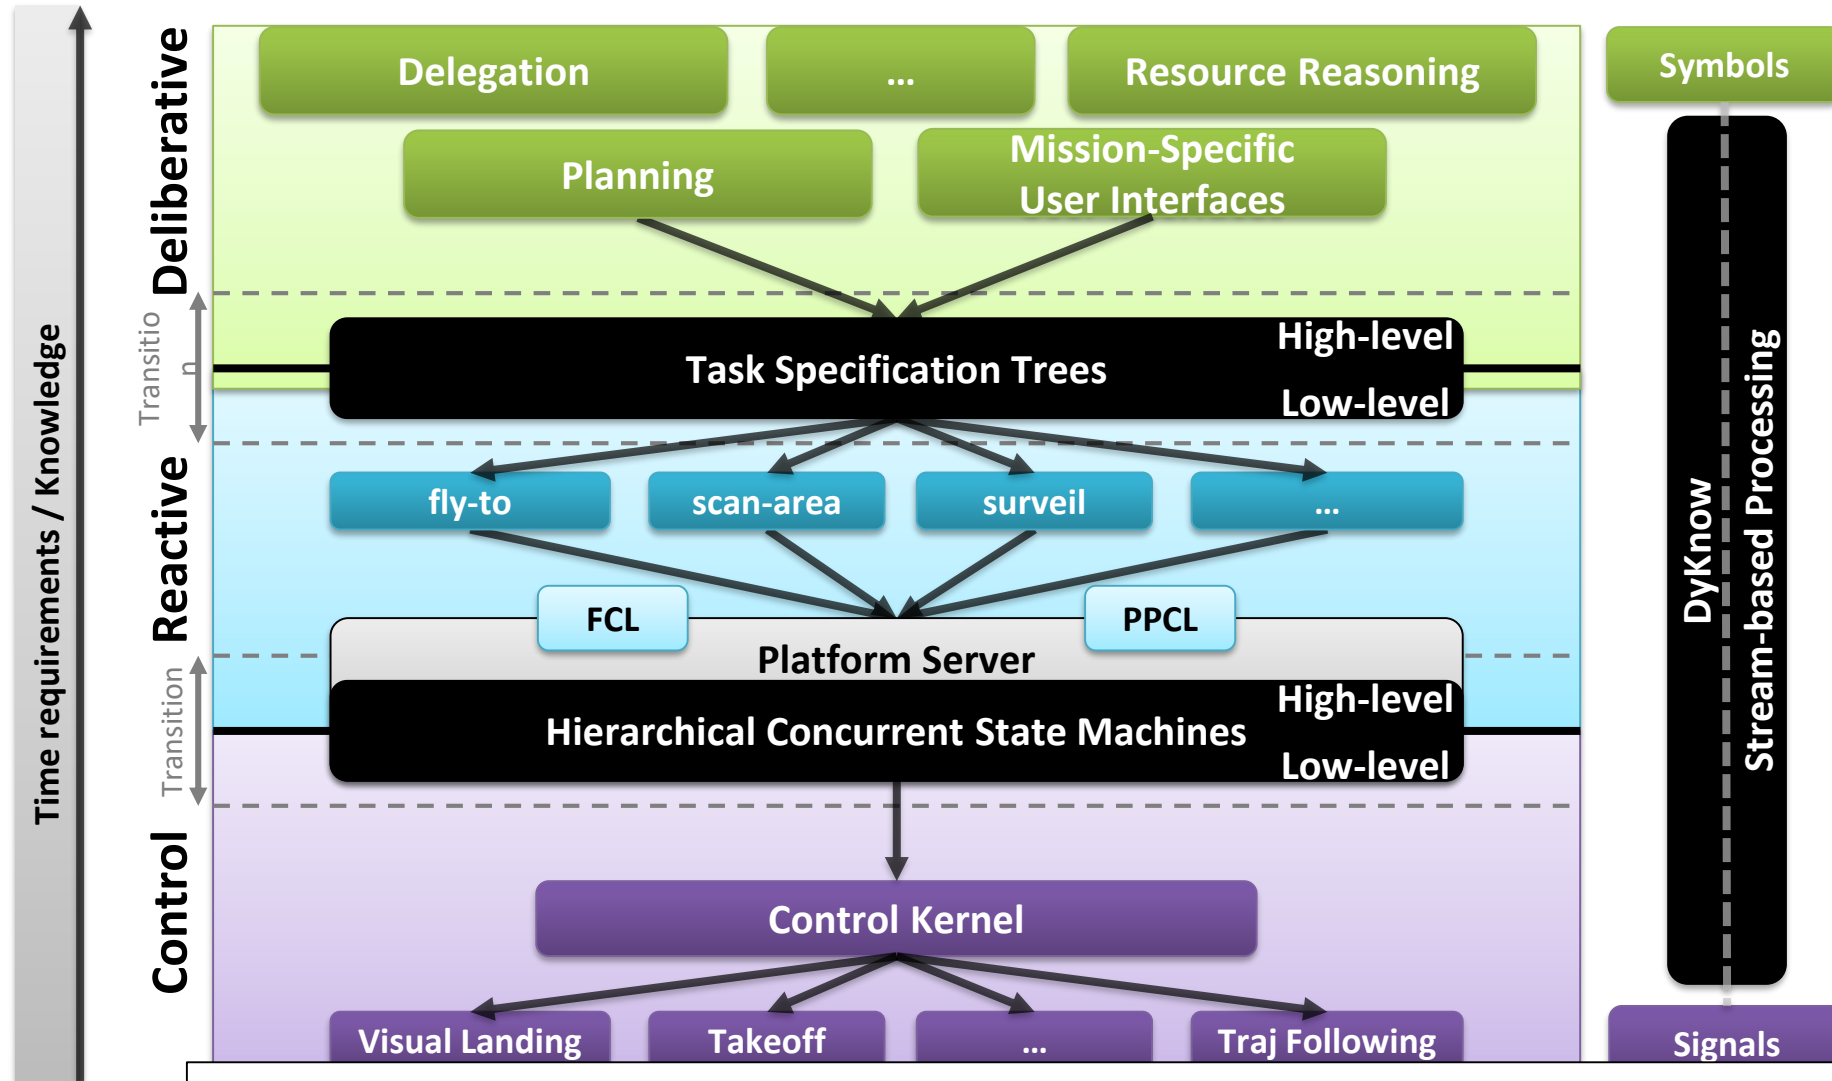 Time requirements / Knowledge
Deliberative
Delegation
...
Resource Reasoning
Planning
Mission-Specific
User Interfaces
Transitio
n
Task Specification Trees
High-level
Low-level
Reactive
fly-to
scan-area
surveil
...
FCL
PPCL
Platform Server
Transition
Hierarchical Concurrent State Machines
High-level
Low-level
Control
Control Kernel
Visual Landing
Takeoff
...
Traj Following
Symbols
DyKnow
Stream-based Processing
Signals